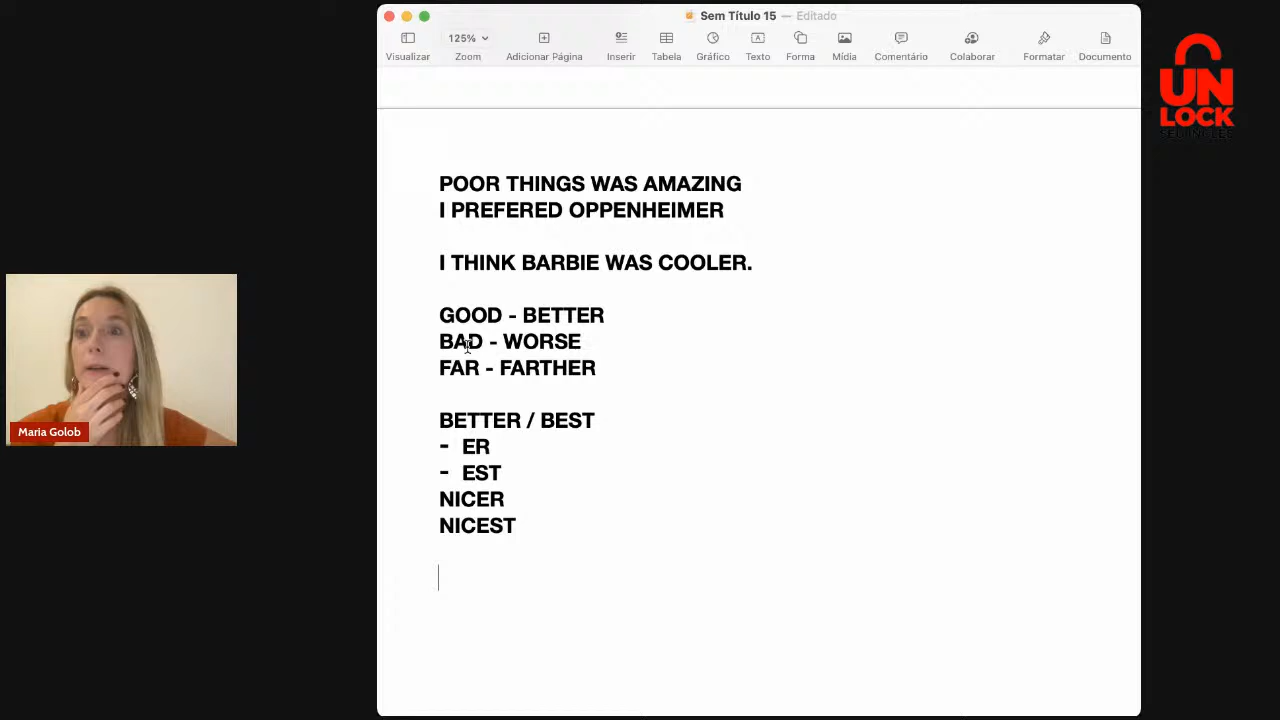 Sem Título 15 — Editado
125%
Visualizar Zoom Adicionar Página Inserir Tabela Gráfico Texto Forma Mídia Comentário Colaborar Formatar Documento
UN
LOCK
SEU INGLÊS
POOR THINGS WAS AMAZING
I PREFERED OPPENHEIMER
I THINK BARBIE WAS COOLER.
GOOD - BETTER
BAD - WORSE
FAR - FARTHER
BETTER / BEST
- ER
- EST
NICER
NICEST
Maria Golob